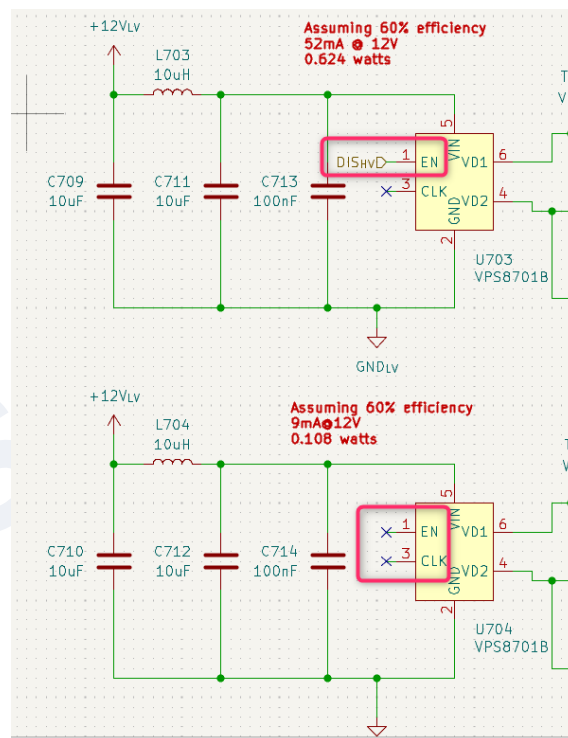 Assuming 60% efficiency
52mA @ 12V
0.624 watts
+12VLV
L703
10uH
T
V
5
DISHV 1 EN VIN VD1 6
3 CLK GND VD2 4
C709
10uF
C711
10uF
C713
100nF
2
U703
VPS8701B
GNDLV
+12VLV
Assuming 60% efficiency
9mA@12V
0.108 watts
L704
10uH
5
1 EN VIN VD1 6
3 CLK GND VD2 4
C710
10uF
C712
10uF
C714
100nF
2
U704
VPS8701B